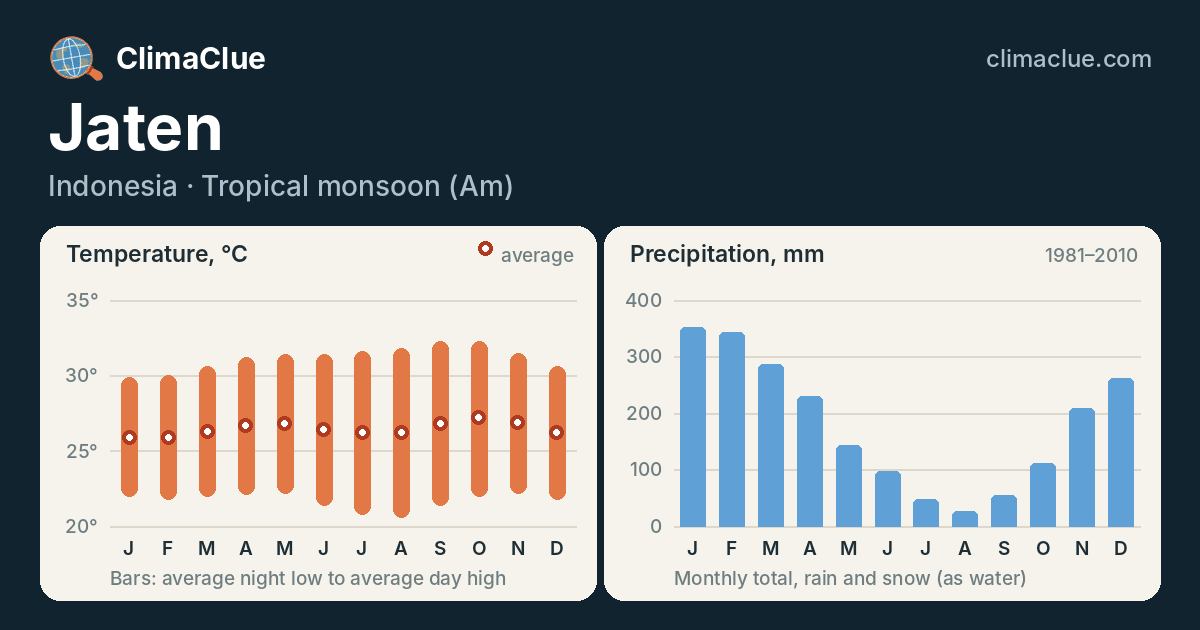 ClimaClue
climaclue.com
Jaten
Indonesia · Tropical monsoon (Am)
Temperature, °C
average
35°
30°
25°
20°
J F M A M J J A S O N D
Bars: average night low to average day high
Precipitation, mm
1981–2010
400
300
200
100
0
J F M A M J J A S O N D
Monthly total, rain and snow (as water)